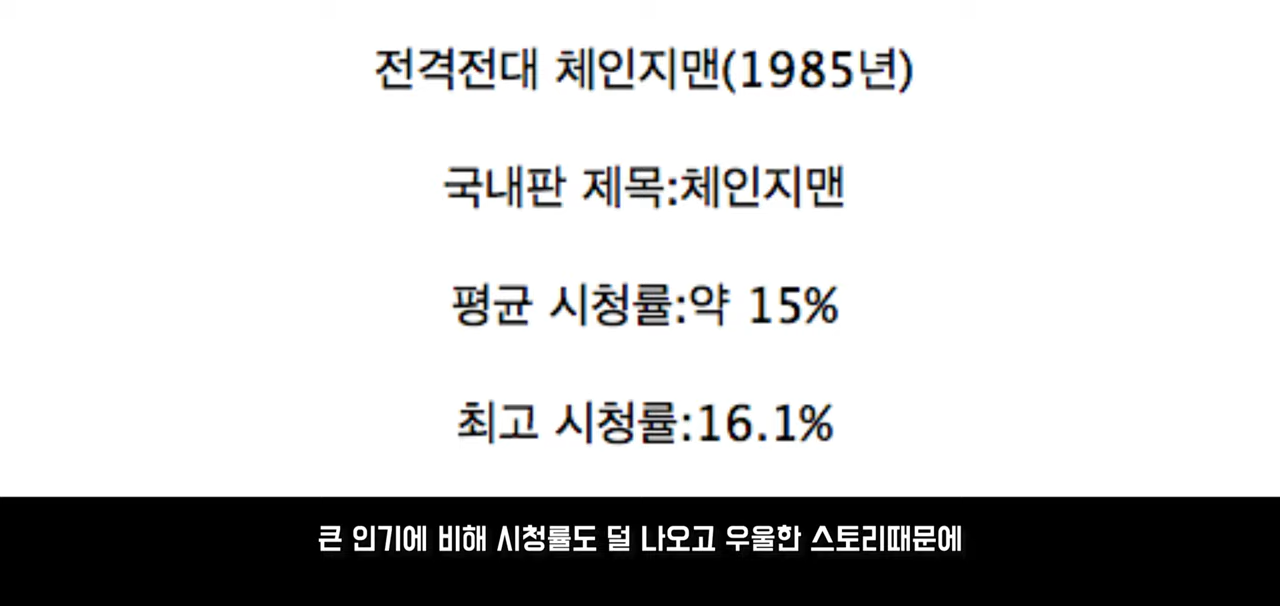 전격전대 체인지맨(1985년)
국내판 제목:체인지맨
평균 시청률:약 15%
최고 시청률:16.1%
큰 인기에 비해 시청률도 덜 나오고 우울한 스토리때문에